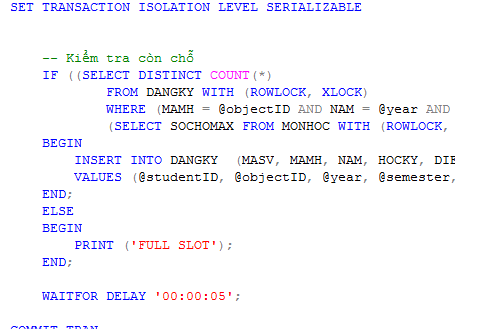 SET TRANSACTION ISOLATION LEVEL SERIALIZABLE
-- Kiểm tra còn chỗ
IF ((SELECT DISTINCT COUNT(*)
FROM DANGKY WITH (ROWLOCK, XLOCK)
WHERE (MAMH = @objectID AND NAM = @year AND
(SELECT SOCHOMAX FROM MONHOC WITH (ROWLOCK,
BEGIN
INSERT INTO DANGKY (MASV, MAMH, NAM, HOCKY,
VALUES (@studentID, @objectID, @year, @semester,
END;
ELSE
BEGIN
PRINT ('FULL SLOT');
END;
WAITFOR DELAY '00:00:05';
COMMIT TRAN